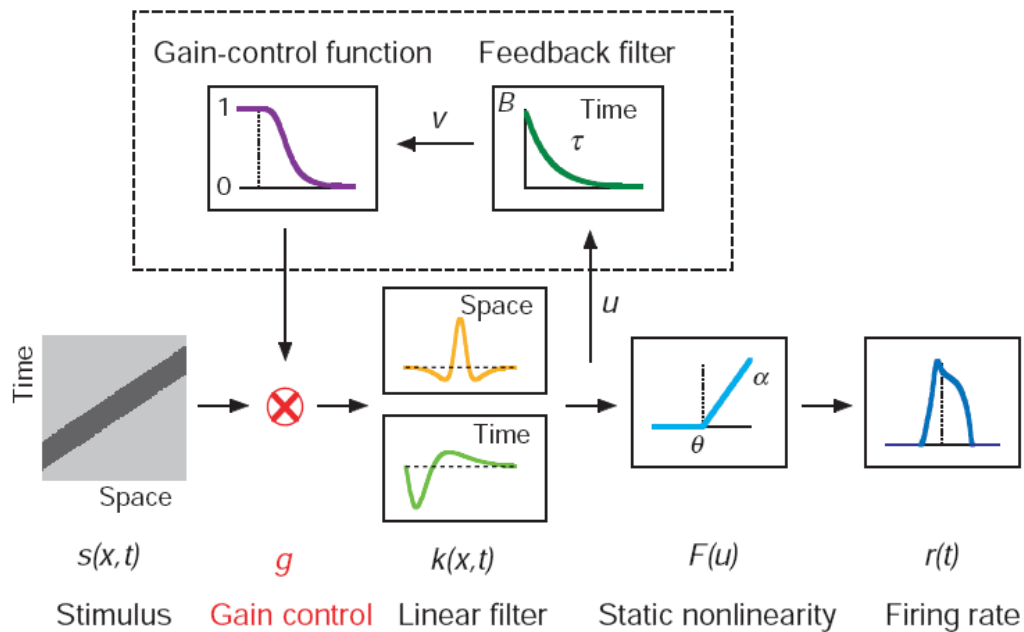 Gain-control function
Feedback filter
1
0
v
B
Time
τ
u
Time
Space
Space
Time
θ
α
s(x,t)
g
k(x,t)
F(u)
r(t)
Stimulus
Gain control
Linear filter
Static nonlinearity
Firing rate